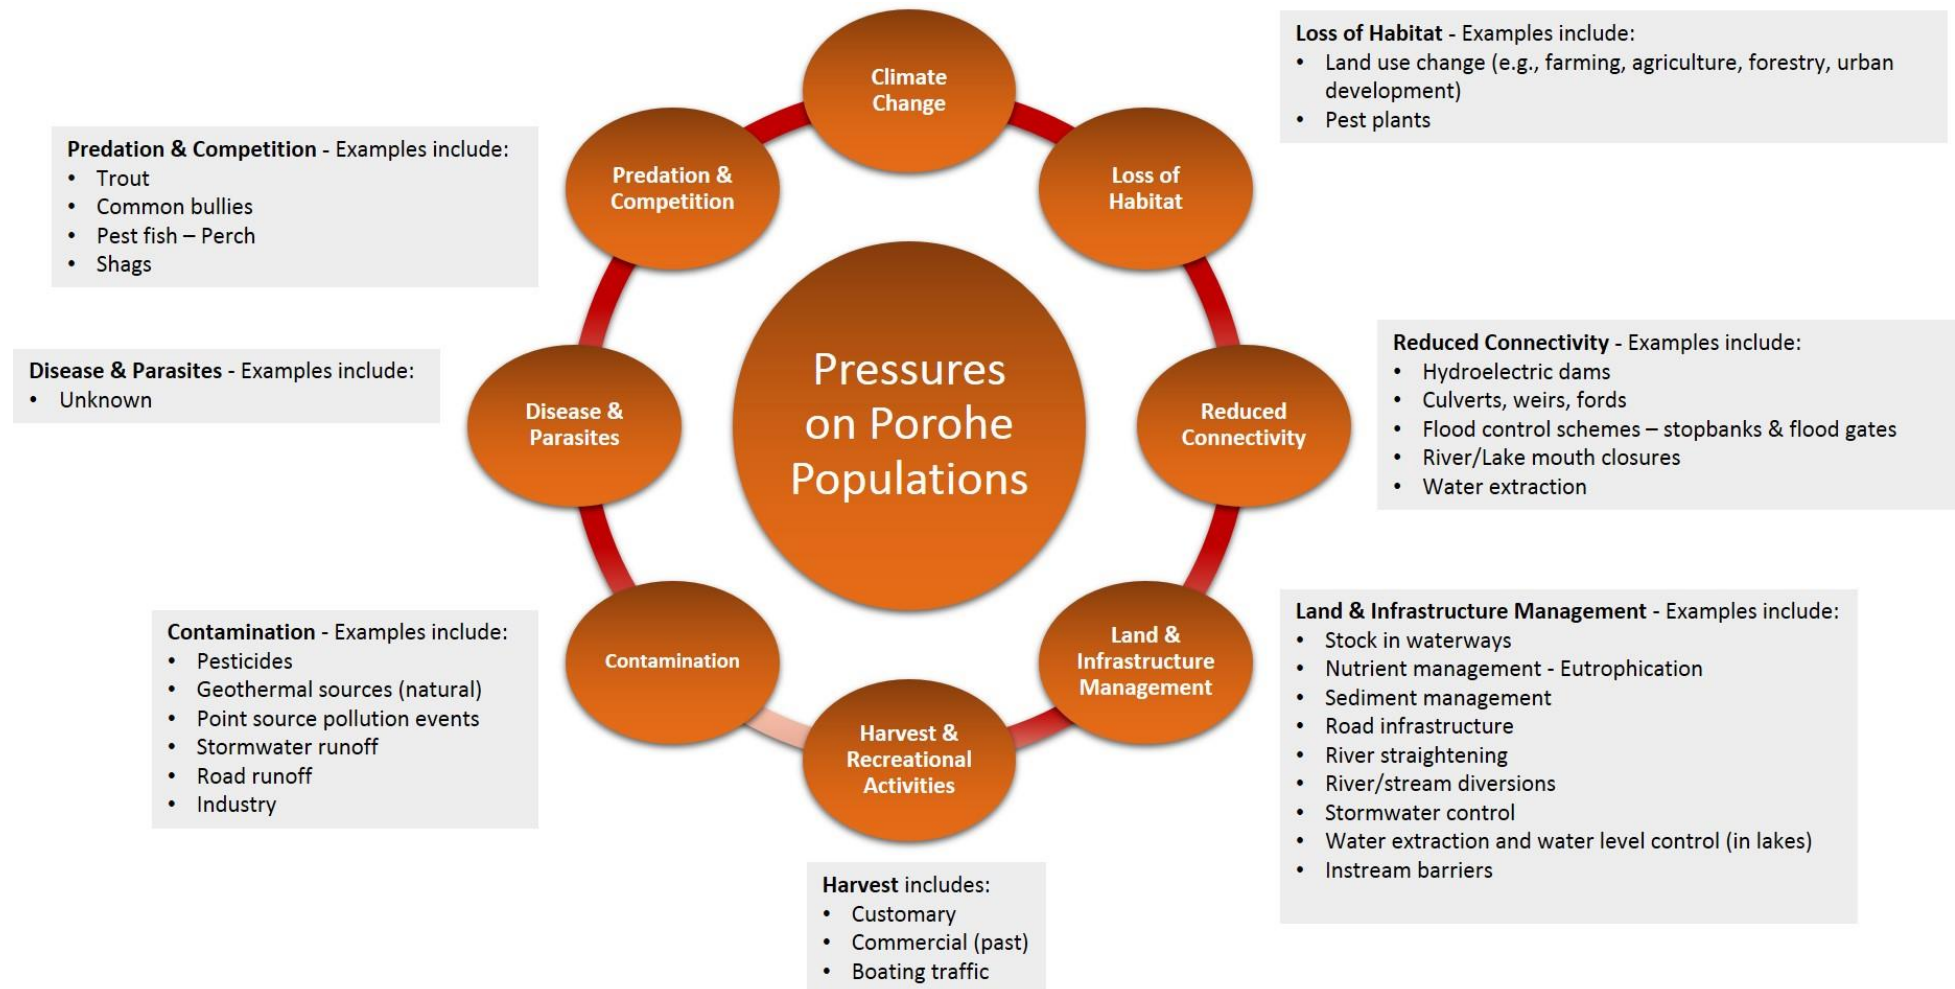 Climate
Change
Loss of
Habitat
Reduced
Connectivity
Land &
Infrastructure
Management
Harvest &
Recreational
Activities
Contamination
Disease &
Parasites
Predation &
Competition
Pressures
on Porohe
Populations
Loss of Habitat - Examples include:
• Land use change (e.g., farming, agriculture, forestry, urban
development)
• Pest plants
Reduced Connectivity - Examples include:
• Hydroelectric dams
• Culverts, weirs, fords
• Flood control schemes – stopbanks & flood gates
• River/Lake mouth closures
• Water extraction
Land & Infrastructure Management - Examples include:
• Stock in waterways
• Nutrient management - Eutrophication
• Sediment management
• Road infrastructure
• River straightening
• River/stream diversions
• Stormwater control
• Water extraction and water level control (in lakes)
• Instream barriers
Harvest includes:
• Customary
• Commercial (past)
• Boating traffic
Contamination - Examples include:
• Pesticides
• Geothermal sources (natural)
• Point source pollution events
• Stormwater runoff
• Road runoff
• Industry
Disease & Parasites - Examples include:
• Unknown
Predation & Competition - Examples include:
• Trout
• Common bullies
• Pest fish – Perch
• Shags